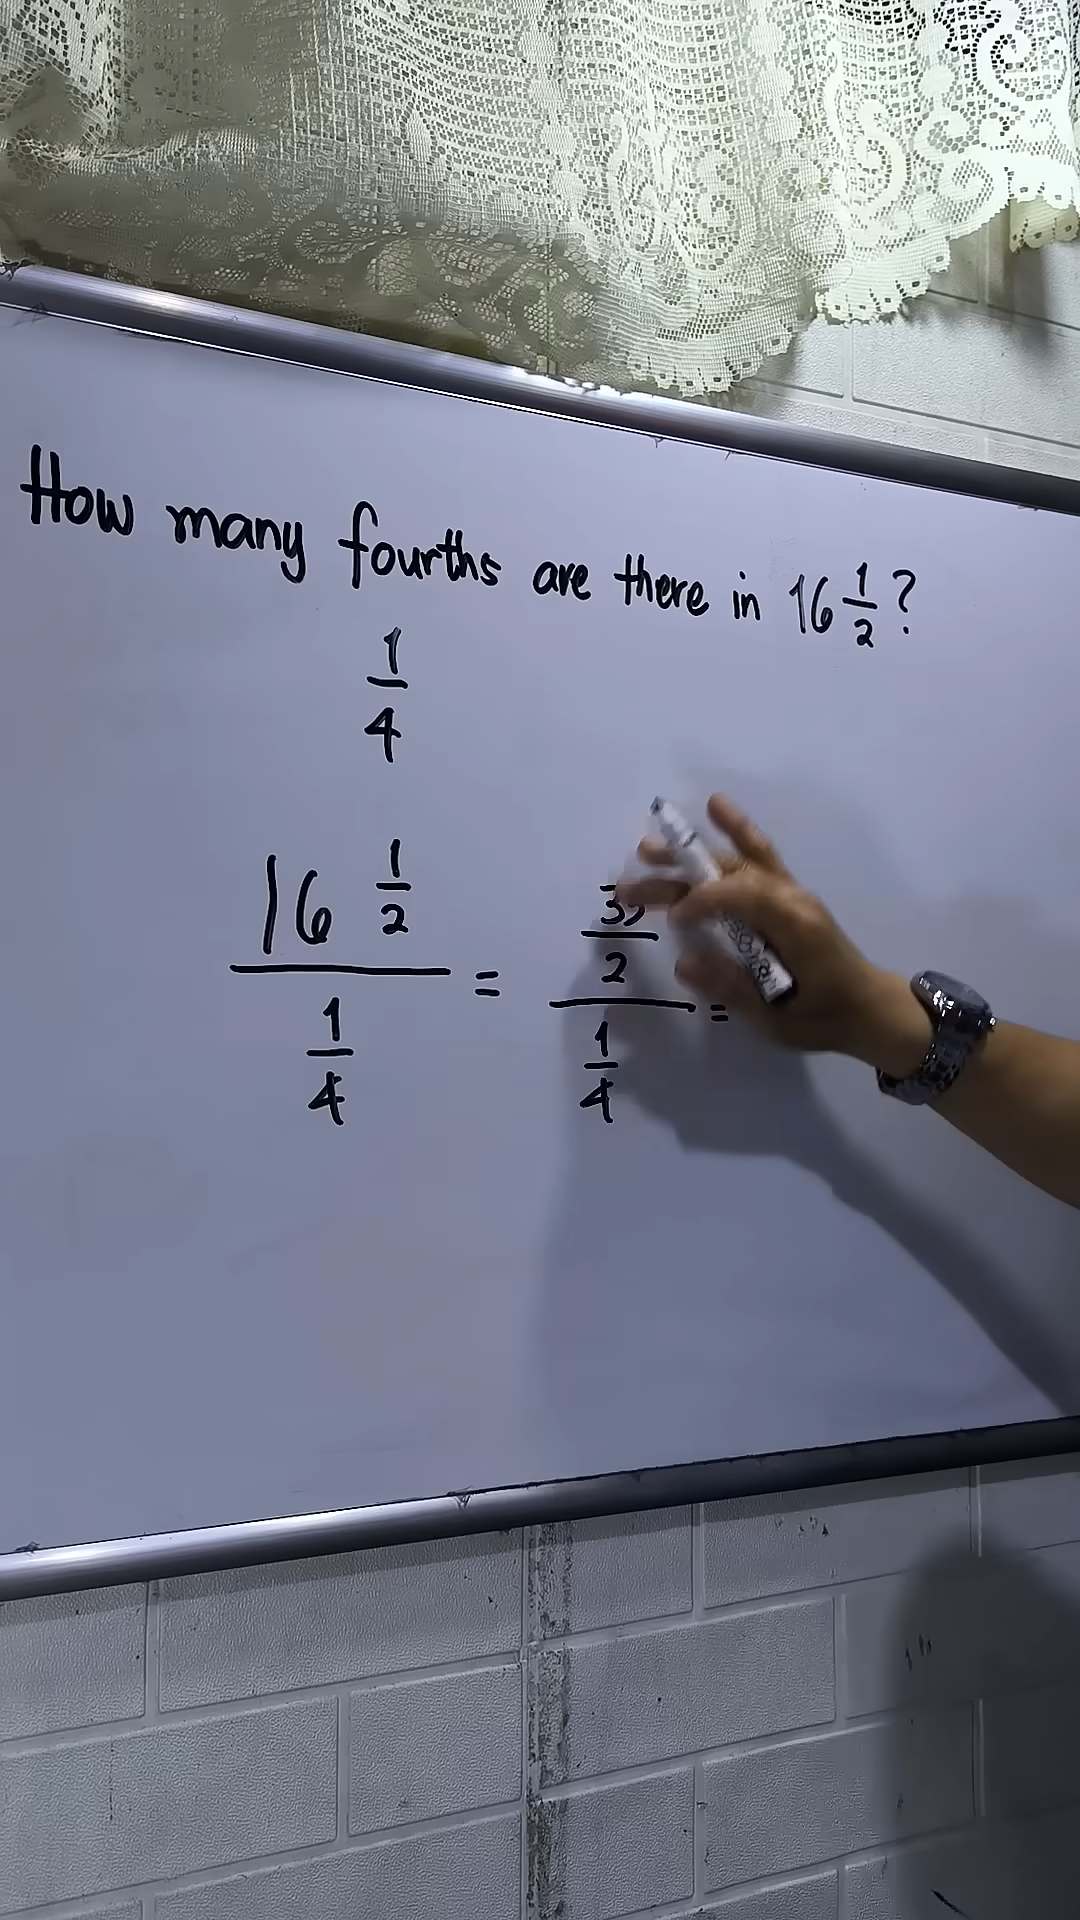 How many fourths are there in 16 1/2?
1/4
16 1/2 / 1/4 = /2 / 1/4 =